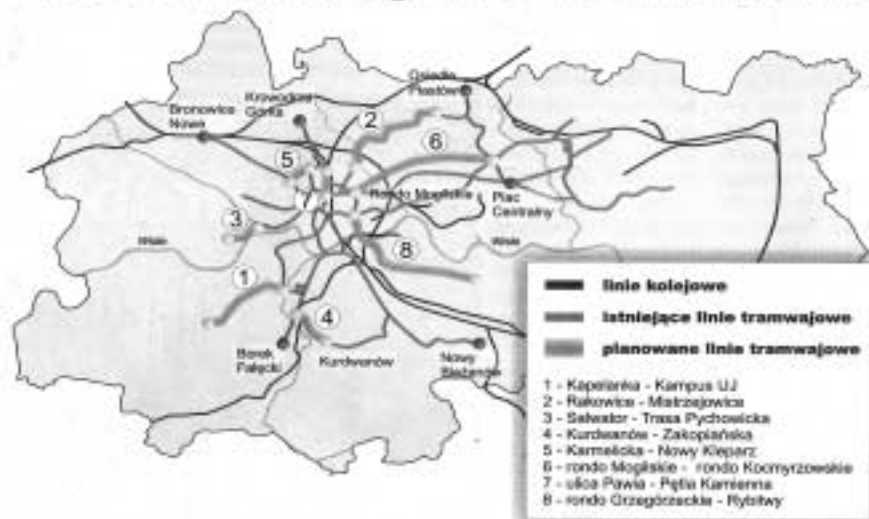 Osiedle
Piastów
Krowodrza
Górka
Bronowice
Nowe
2
6
5
Rondo Mogilskie
7
Plac
Centralny
3
Wisła
Wisła
8
1
4
Borek
Fałęcki
Kurdwanów
Nowy
Bieżanów
linie kolejowe
istniejące linie tramwajowe
planowane linie tramwajowe
1 - Kapelanka - Kampus UJ
2 - Rakowice - Mistrzejowice
3 - Salwator - Trasa Pychowicka
4 - Kurdwanów - Zakopiańska
5 - Karmelicka - Nowy Kleparz
6 - rondo Mogilskie - rondo Kocmyrzowskie
7 - ulica Pawia - Pętla Kamienna
8 - rondo Grzegórzeckie - Rybitwy